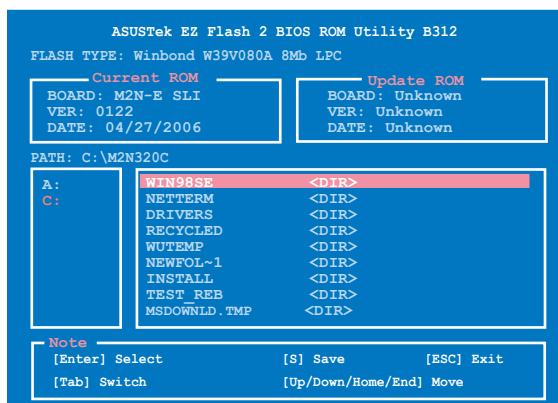 ASUSTek EZ Flash 2 BIOS ROM Utility B312
FLASH TYPE: Winbond W39V080A 8Mb LPC
Current ROM
BOARD: M2N-E SLI
VER: 0122
DATE: 04/27/2006
Update ROM
BOARD: Unknown
VER: Unknown
DATE: Unknown
PATH: C:\M2N320C
A:
C:
WIN98SE <DIR>
NETTERM <DIR>
DRIVERS <DIR>
RECYCLED <DIR>
WUTEMP <DIR>
NEWFOL~1 <DIR>
INSTALL <DIR>
TEST_REB <DIR>
MSDOWNLD.TMP <DIR>
Note
[Enter] Select [S] Save [ESC] Exit
[Tab] Switch [Up/Down/Home/End] Move